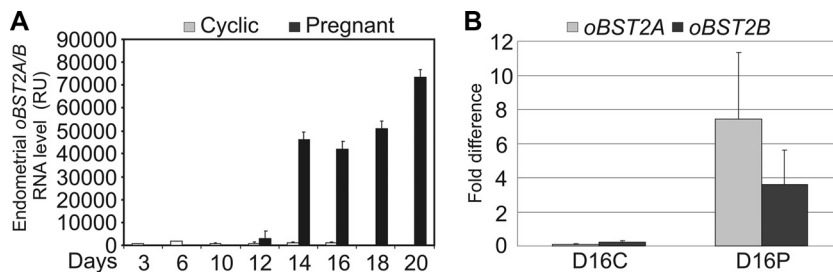 A
Cyclic Pregnant
Endometrial oBST2A/B
RNA level (RU)
90000
80000
70000
60000
50000
40000
30000
20000
10000
0
Days 3 6 10 12 14 16 18 20
B
oBST2A oBST2B
Fold difference
12
10
8
6
4
2
0
D16C D16P